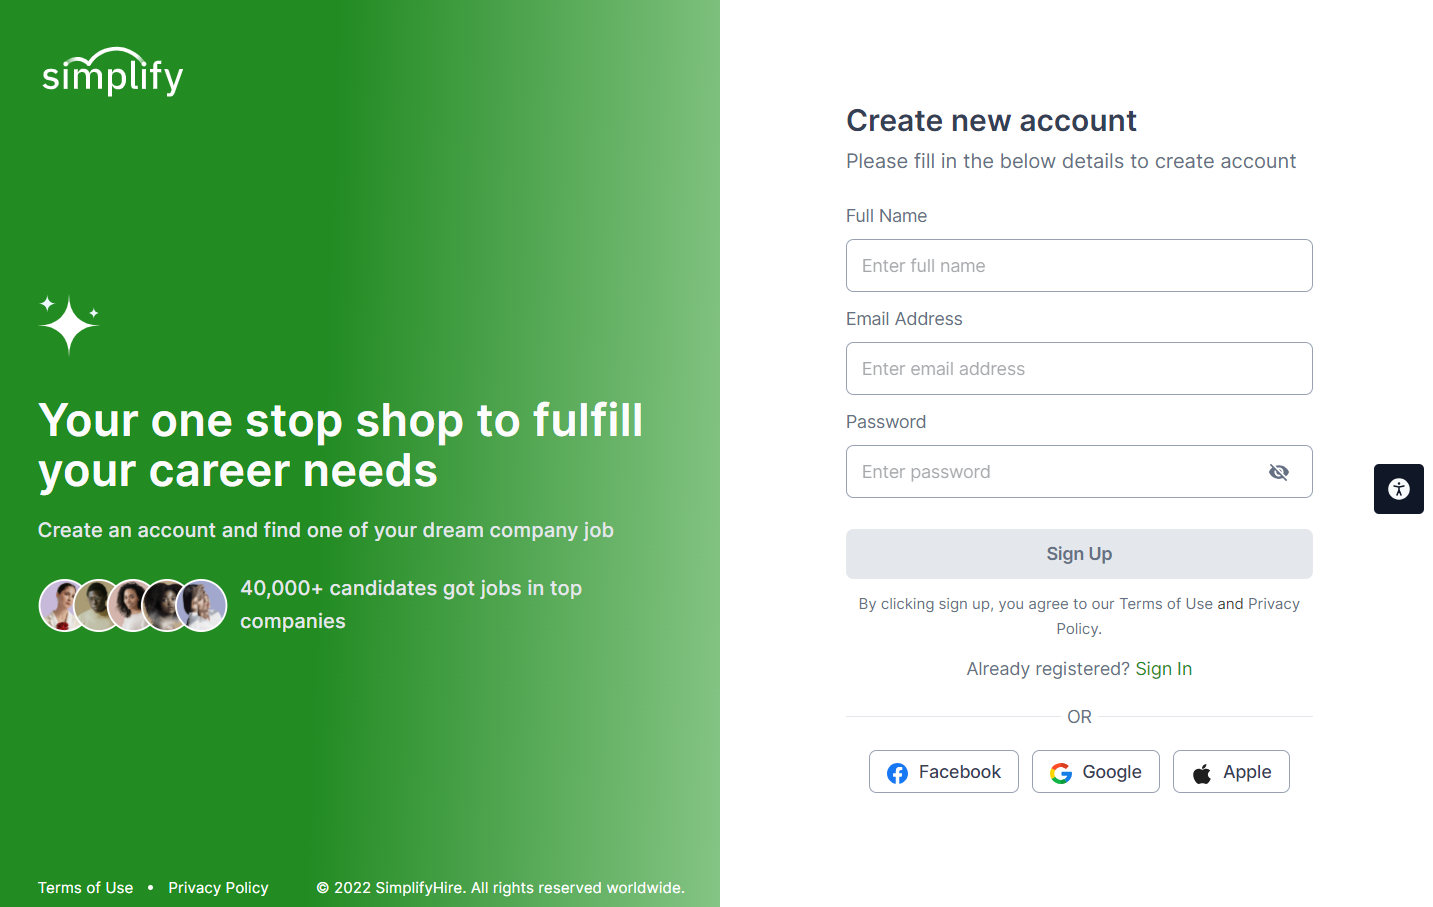 simplify
Your one stop shop to fulfill
your career needs
Create an account and find one of your dream company job
40,000+ candidates got jobs in top
companies
Terms of Use • Privacy Policy
© 2022 SimplifyHire. All rights reserved worldwide.
Create new account
Please fill in the below details to create account
Full Name
Enter full name
Email Address
Enter email address
Password
Enter password
Sign Up
By clicking sign up, you agree to our Terms of Use and Privacy
Policy.
Already registered? Sign In
OR
Facebook
Google
Apple